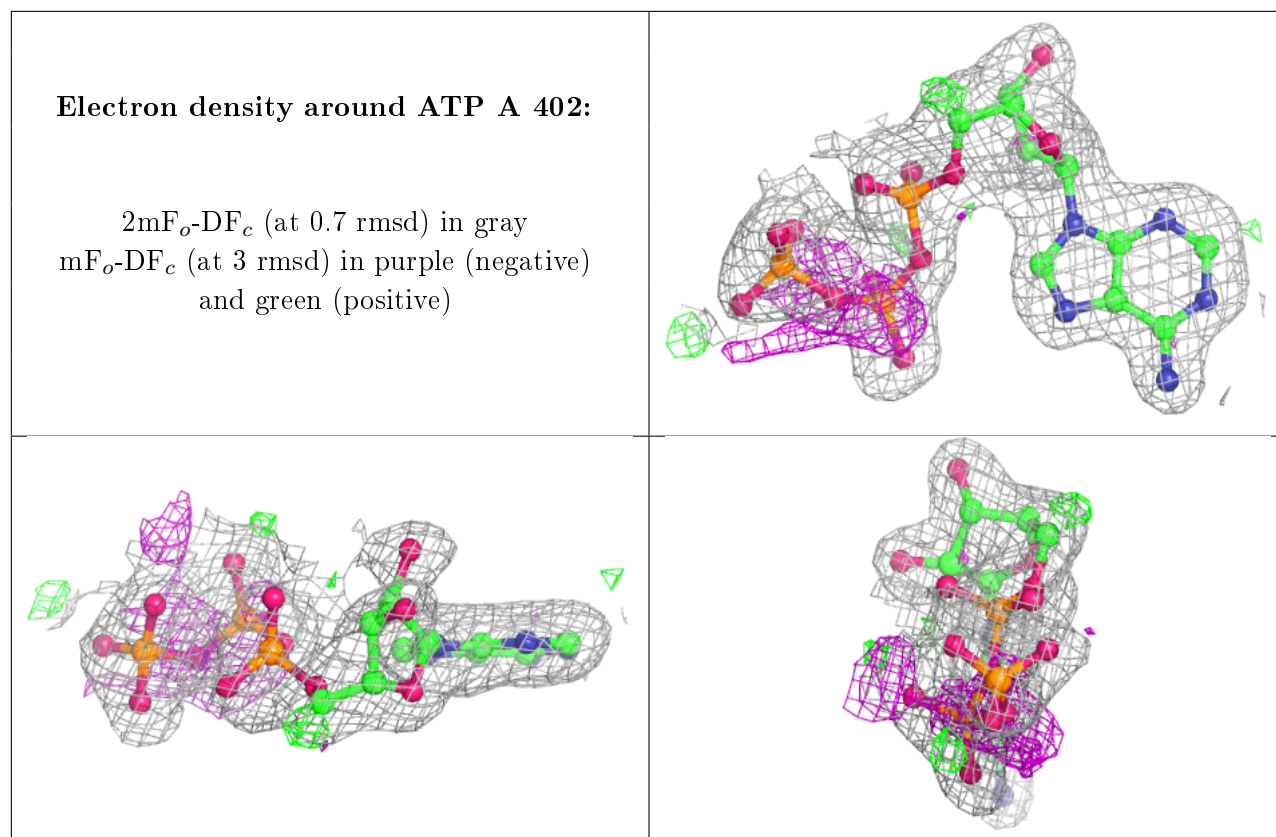 Electron density around ATP A 402:
2mFo-DFc (at 0.7 rmsd) in gray
mFo-DFc (at 3 rmsd) in purple (negative)
and green (positive)